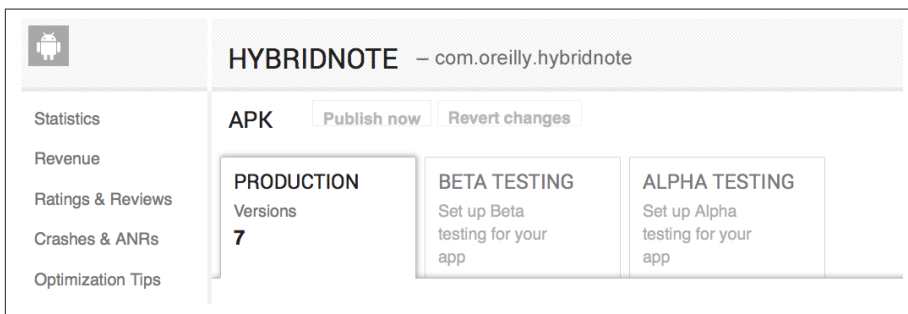 HYBRIDNOTE – com.oreilly.hybridnote
Statistics
Revenue
Ratings & Reviews
Crashes & ANRs
Optimization Tips
APK Publish now Revert changes
PRODUCTION
Versions
7
BETA TESTING
Set up Beta
testing for your
app
ALPHA TESTING
Set up Alpha
testing for your
app